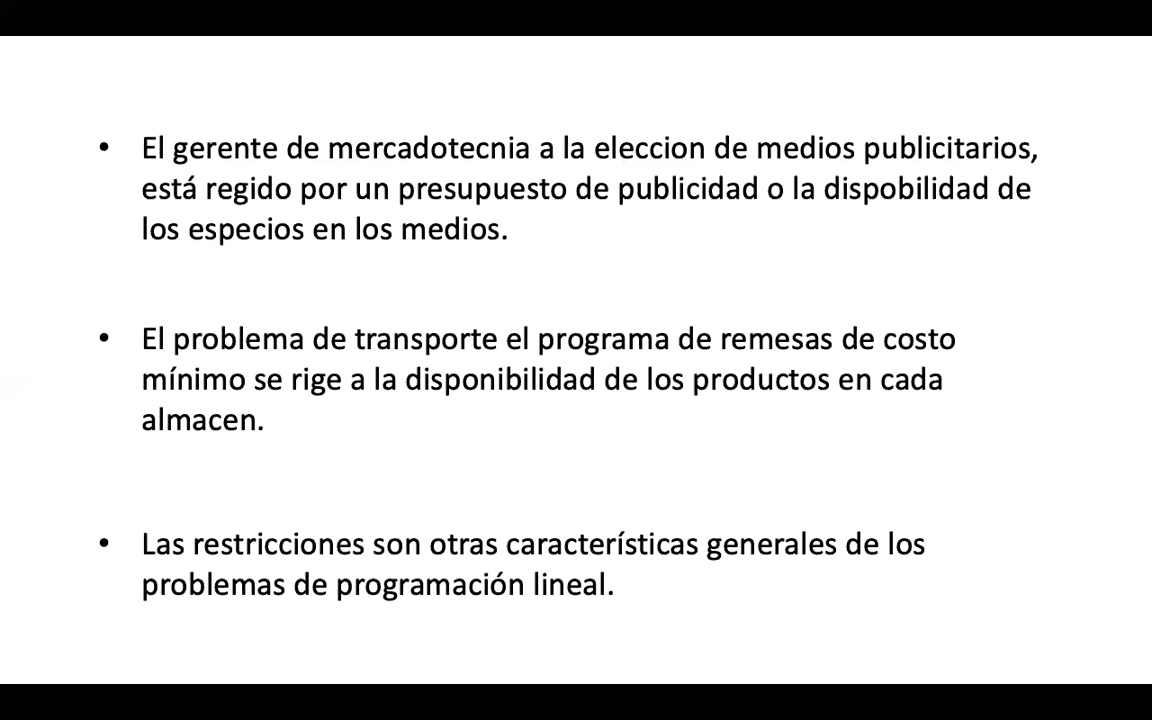 • El gerente de mercadotecnia a la eleccion de medios publicitarios,
está regido por un presupuesto de publicidad o la dispobilidad de
los especios en los medios.
• El problema de transporte el programa de remesas de costo
mínimo se rige a la disponibilidad de los productos en cada
almacen.
• Las restricciones son otras características generales de los
problemas de programación lineal.